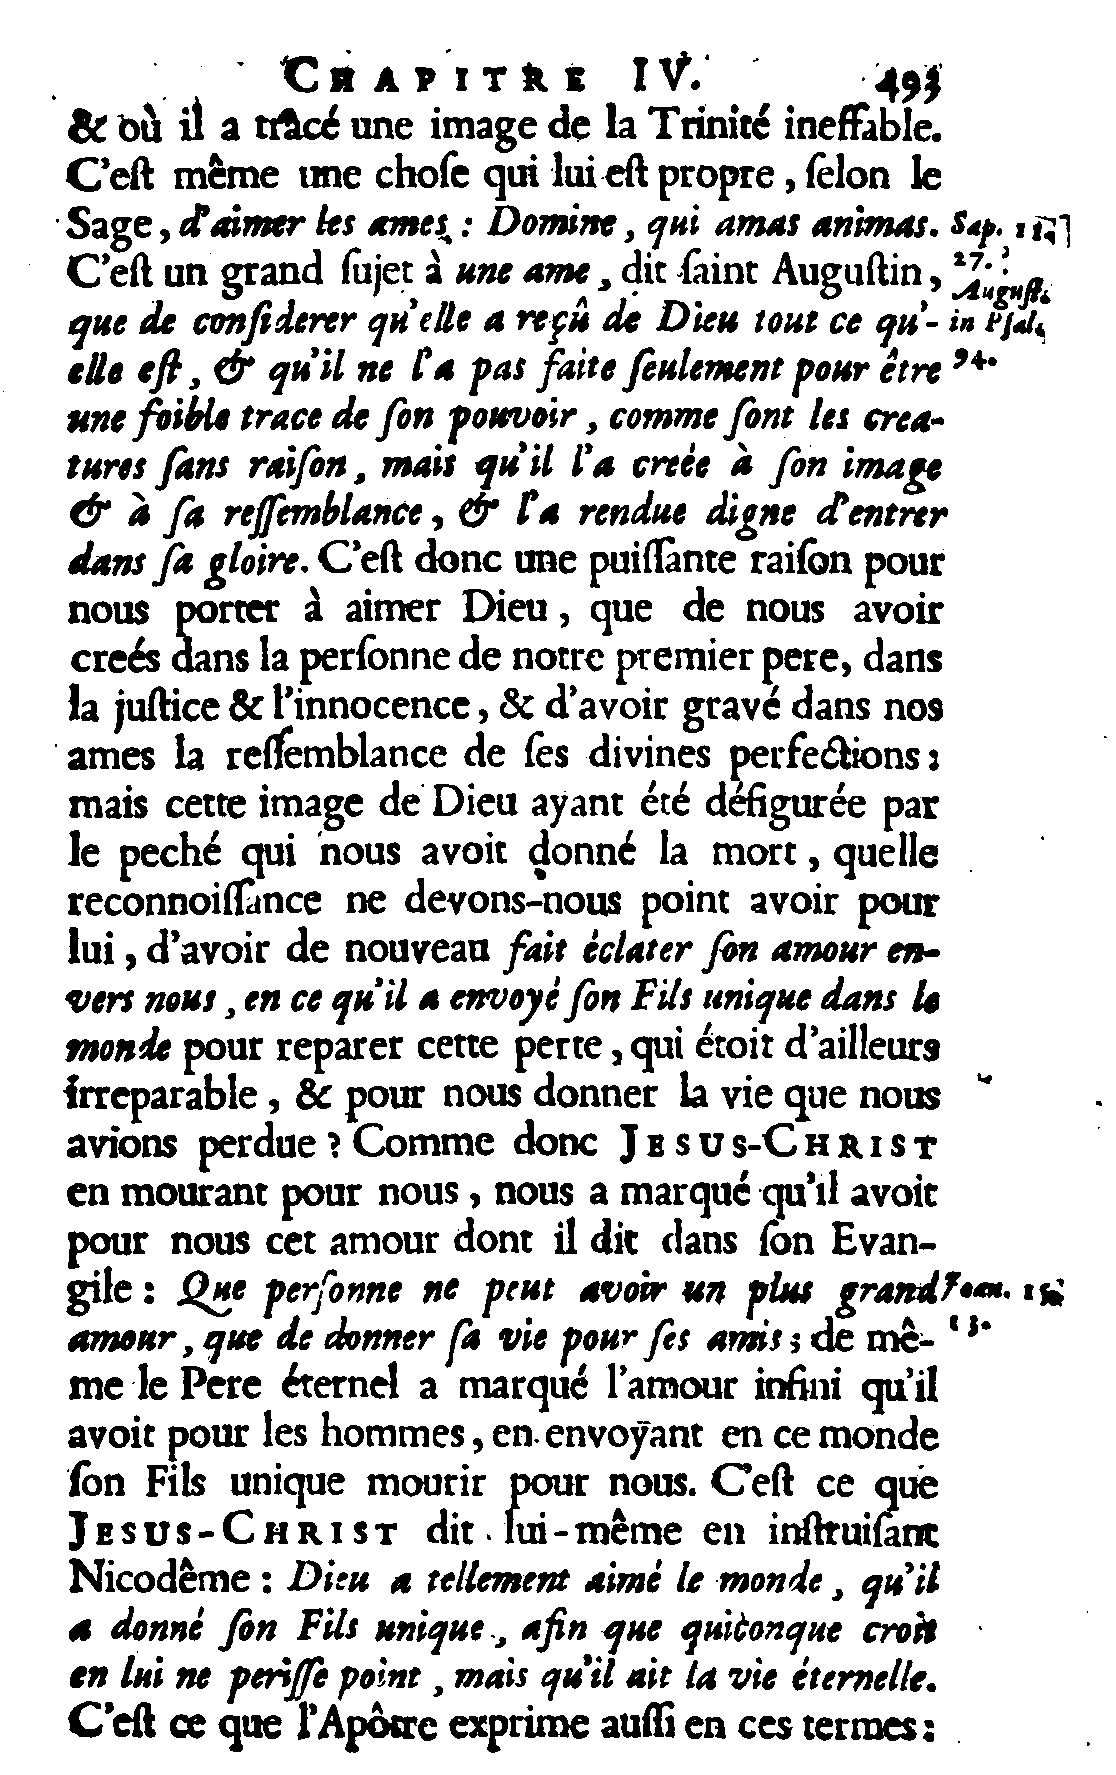 CHAPITRE IV. 493
& où il a tracé une image de la Trinité ineffable.
C'eſt même une choſe qui lui eſt propre, ſelon le
Sage, d'aimer les ames : Domine, qui amas animas. Sap.
C'eſt un grand ſujet à une ame, dit ſaint Auguſtin, 27.
Auguſt.
que de conſiderer qu'elle a reçû de Dieu tout ce qu'- in Pſal.
elle eſt, & qu'il ne l'a pas faite ſeulement pour être 94.
une foible trace de ſon pouvoir, comme ſont les crea-
tures ſans raiſon, mais qu'il l'a creée à ſon image
& à ſa reſſemblance, & l'a rendue digne d'entrer
dans ſa gloire. C'eſt donc une puiſſante raiſon pour
nous porter à aimer Dieu, que de nous avoir
creés dans la perſonne de notre premier pere, dans
la juſtice & l'innocence, & d'avoir gravé dans nos
ames la reſſemblance de ſes divines perfections :
mais cette image de Dieu ayant été défigurée par
le peché qui nous avoit donné la mort, quelle
reconnoiſſance ne devons-nous point avoir pour
lui, d'avoir de nouveau fait éclater ſon amour en-
vers nous, en ce qu'il a envoyé ſon Fils unique dans le
monde pour reparer cette perte, qui étoit d'ailleurs
irreparable, & pour nous donner la vie que nous
avions perdue ? Comme donc JESUS-CHRIST
en mourant pour nous, nous a marqué qu'il avoit
pour nous cet amour dont il dit dans ſon Evan-
gile : Que perſonne ne peut avoir un plus grand Joan. 15.
amour, que de donner ſa vie pour ſes amis ; de mê- 13.
me le Pere éternel a marqué l'amour infini qu'il
avoit pour les hommes, en envoyant en ce monde
ſon Fils unique mourir pour nous. C'eſt ce que
JESUS-CHRIST dit lui-même en inſtruiſant
Nicodême : Dieu a tellement aimé le monde, qu'il
a donné ſon Fils unique, afin que quiconque croit
en lui ne periſſe point, mais qu'il ait la vie éternelle.
C'eſt ce que l'Apôtre exprime auſſi en ces termes :